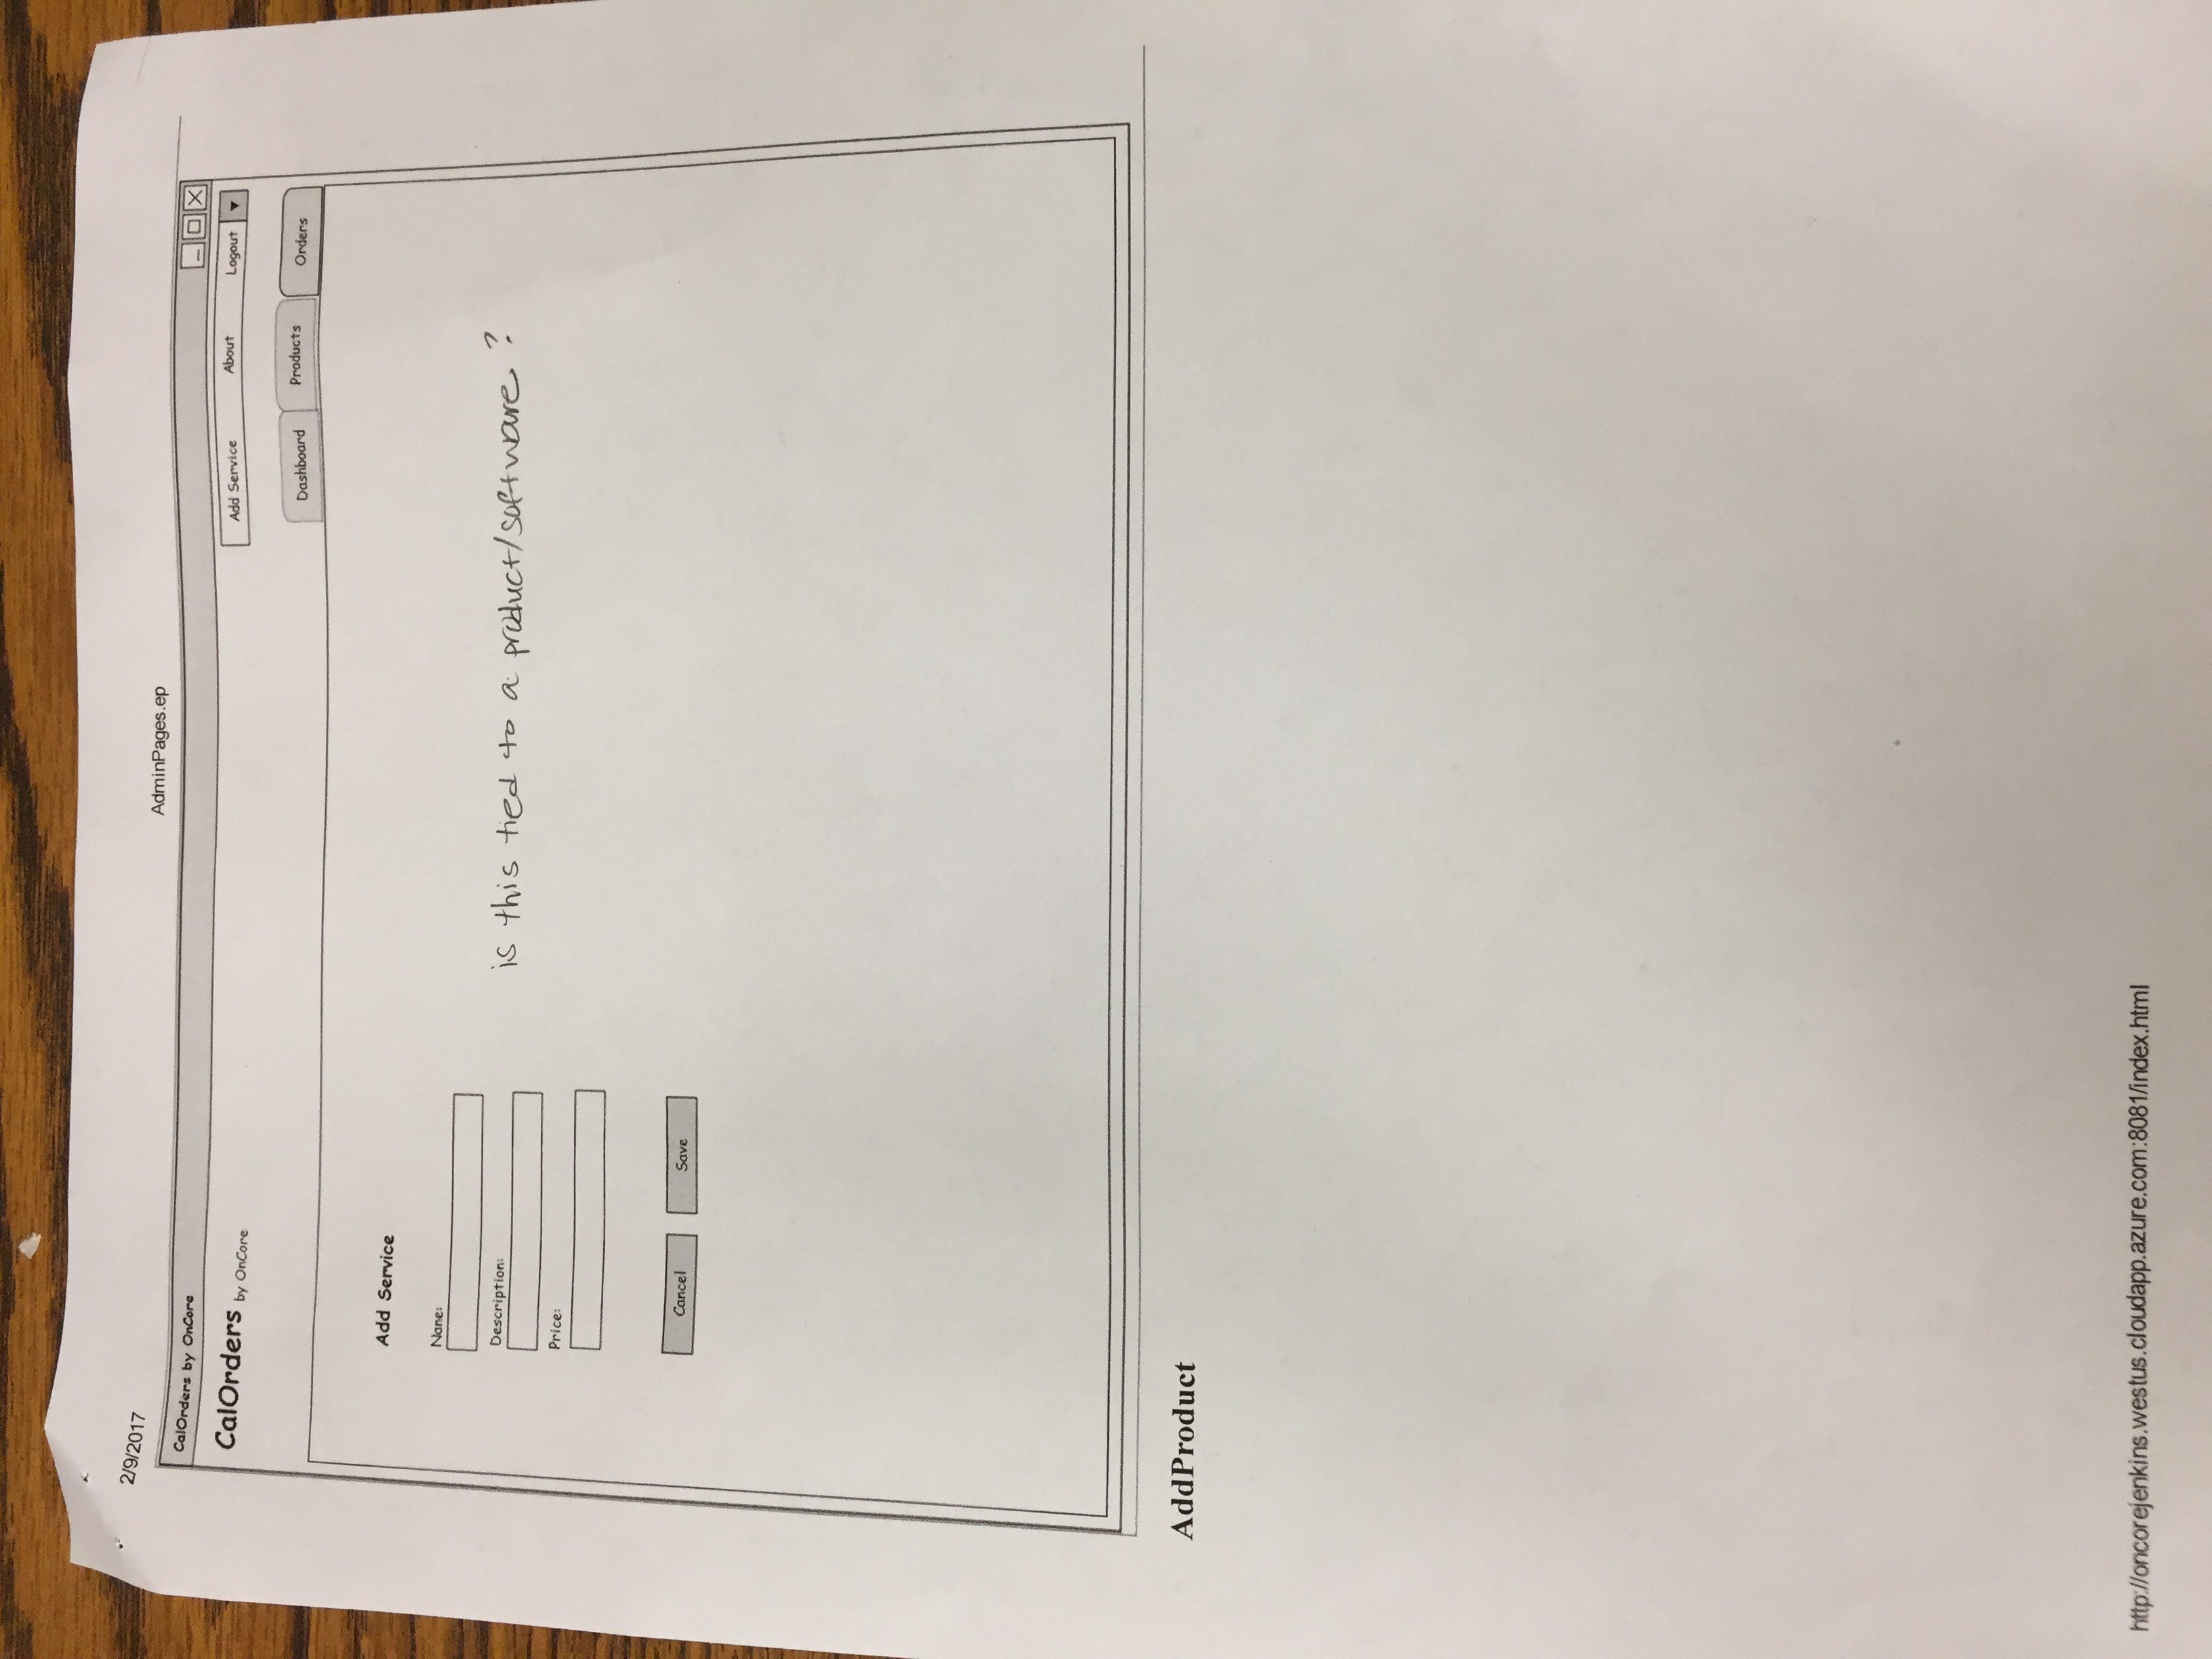 2/9/2017
AdminPages.ep
CalOrders by OnCore
CalOrders by OnCore
Add Service About Logout
Dashboard Products Orders
Add Service
Nane:
Description:
is this tied to a product/software ?
Price:
Cancel Save
AddProduct
http://oncorejenkins.westus.cloudapp.azure.com:8081/index.html